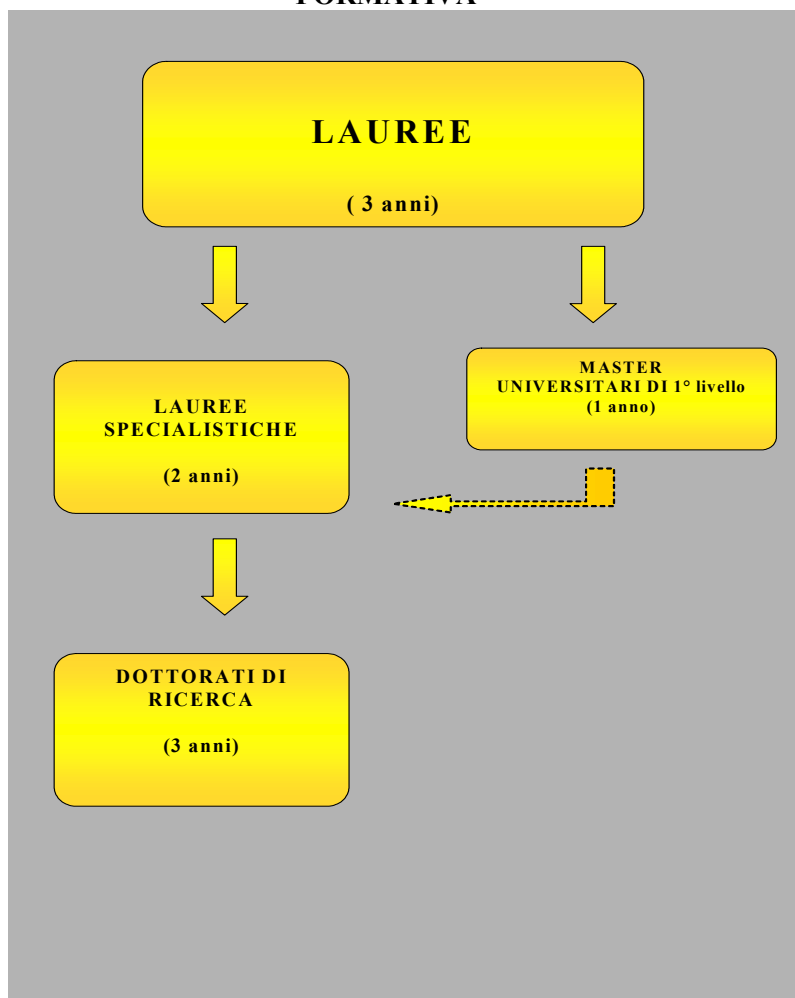 FORMATIVA
LAUREE
( 3 anni)
MASTER
UNIVERSITARI DI 1° livello
(1 anno)
LAUREE
SPECIALISTICHE
(2 anni)
DOTTORATI DI
RICERCA
(3 anni)